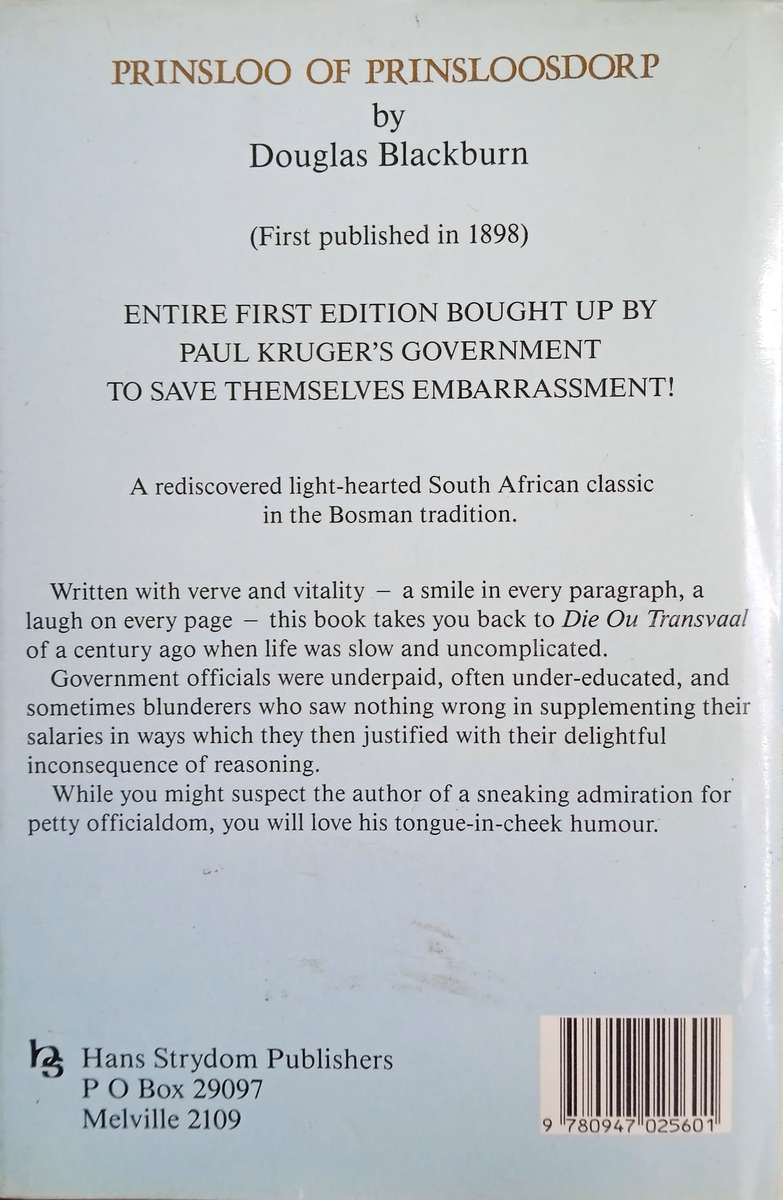 PRINSLOO OF PRINSLOOSDORP
by
Douglas Blackburn
(First published in 1898)
ENTIRE FIRST EDITION BOUGHT UP BY
PAUL KRUGER'S GOVERNMENT
TO SAVE THEMSELVES EMBARRASSMENT!
A rediscovered light-hearted South African classic
in the Bosman tradition.
Written with verve and vitality – a smile in every paragraph, a
laugh on every page – this book takes you back to Die Ou Transvaal
of a century ago when life was slow and uncomplicated.
Government officials were underpaid, often under-educated, and
sometimes blunderers who saw nothing wrong in supplementing their
salaries in ways which they then justified with their delightful
inconsequence of reasoning.
While you might suspect the author of a sneaking admiration for
petty officialdom, you will love his tongue-in-cheek humour.
hs Hans Strydom Publishers
P O Box 29097
Melville 2109
9 780947 025601